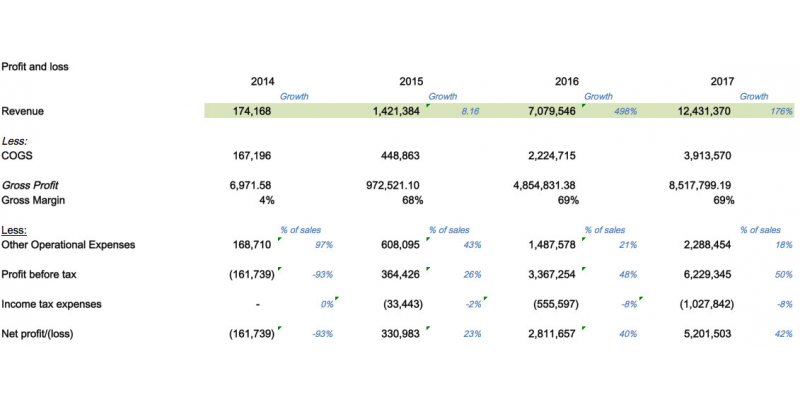 Profit and loss
2014 2015 2016 2017
Growth Growth Growth Growth
Revenue 174,168 1,421,384 8.16 7,079,546 498% 12,431,370 176%
Less:
COGS 167,196 448,863 2,224,715 3,913,570
Gross Profit 6,971.58 972,521.10 4,854,831.38 8,517,799.19
Gross Margin 4% 68% 69% 69%
Less: % of sales % of sales % of sales % of sales
Other Operational Expenses 168,710 97% 608,095 43% 1,487,578 21% 2,288,454 18%
Profit before tax (161,739) -93% 364,426 26% 3,367,254 48% 6,229,345 50%
Income tax expenses - 0% (33,443) -2% (555,597) -8% (1,027,842) -8%
Net profit/(loss) (161,739) -93% 330,983 23% 2,811,657 40% 5,201,503 42%